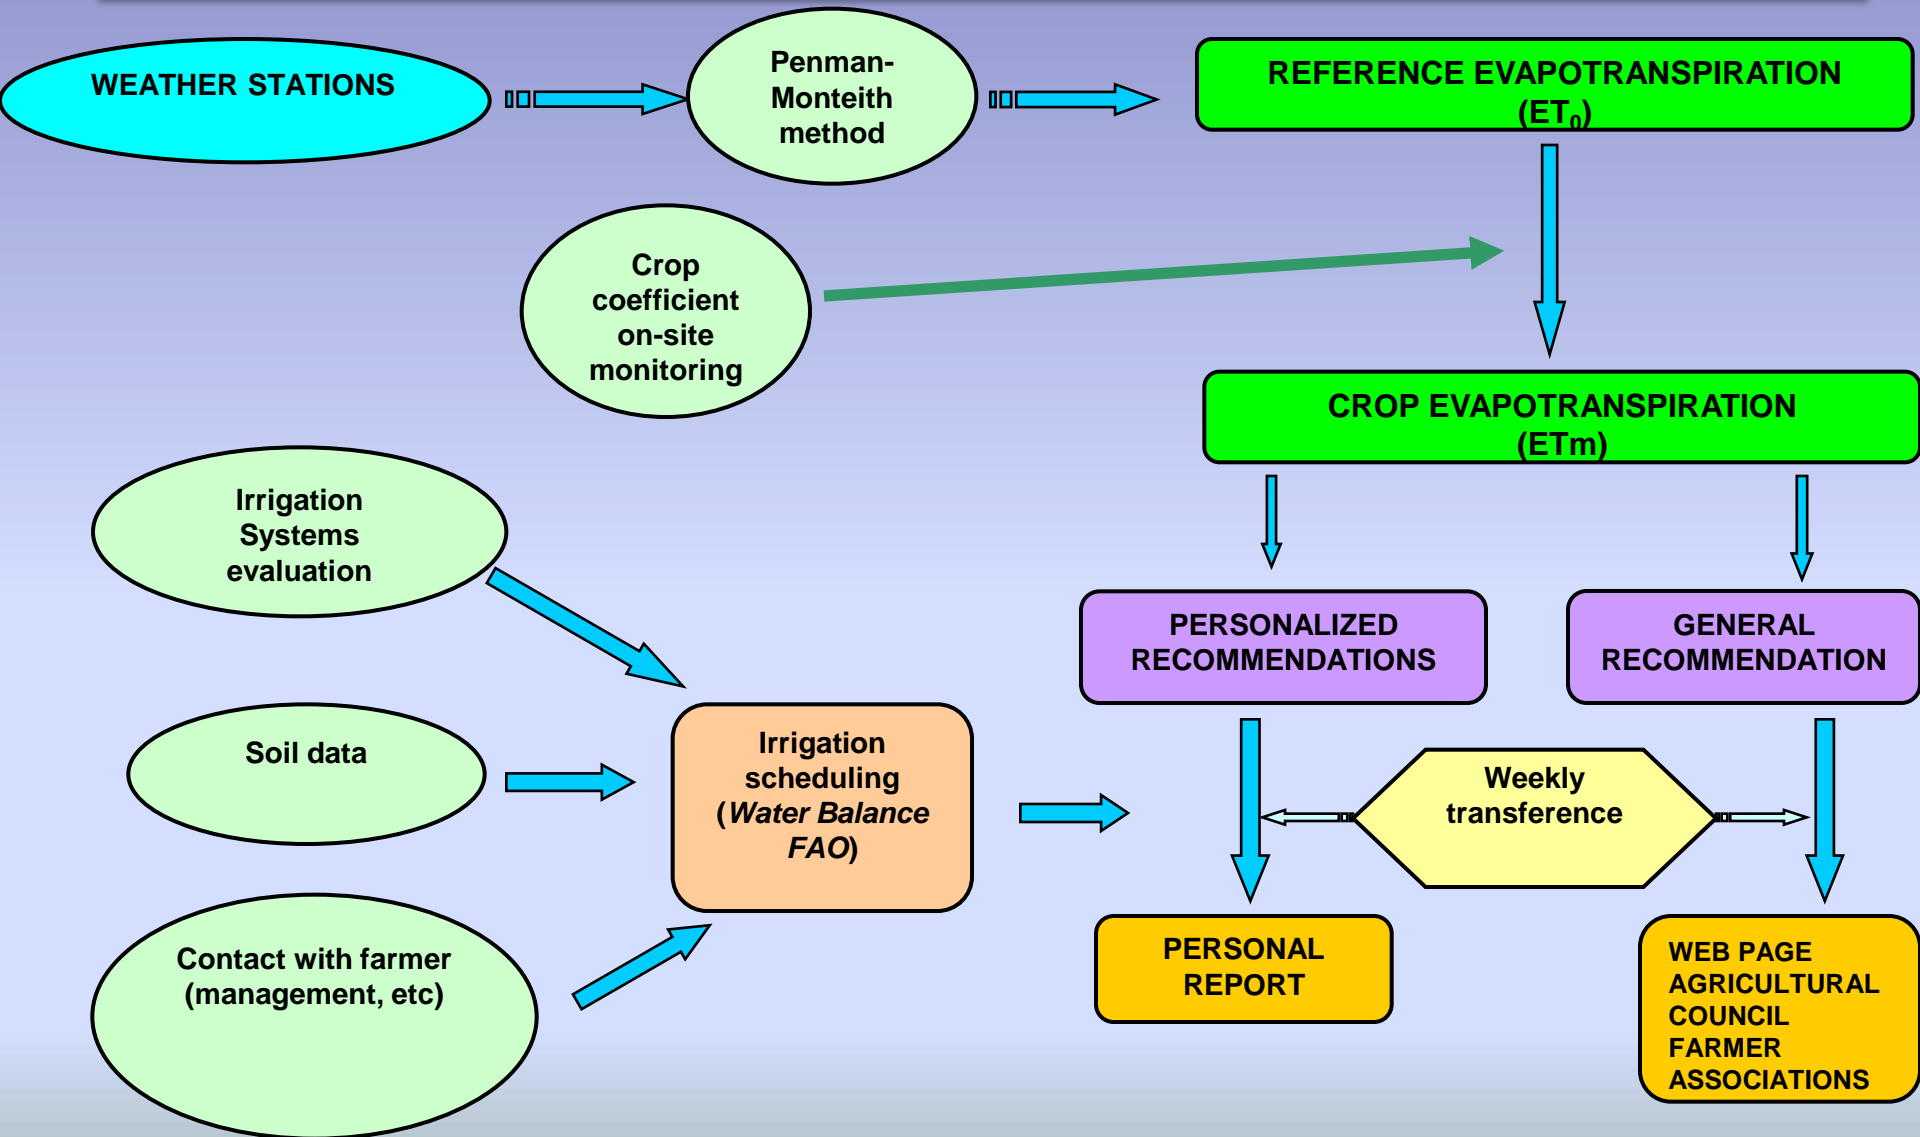 WEATHER STATIONS
Penman-
Monteith
method
REFERENCE EVAPOTRANSPIRATION
(ET₀)
Crop
coefficient
on-site
monitoring
CROP EVAPOTRANSPIRATION
(ETm)
Irrigation
Systems
evaluation
PERSONALIZED
RECOMMENDATIONS
GENERAL
RECOMMENDATION
Soil data
Irrigation
scheduling
(Water Balance
FAO)
Weekly
transference
Contact with farmer
(management, etc)
PERSONAL
REPORT
WEB PAGE
AGRICULTURAL
COUNCIL
FARMER
ASSOCIATIONS